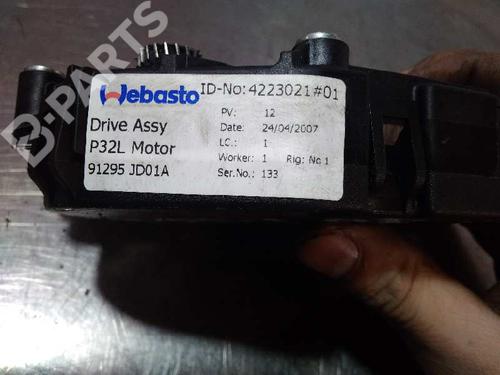 B-PARTS
Webasto
ID-No:4223021#01
PV: 12
Drive Assy
Date: 24/04/2007
P32L Motor
LC.: 1
Worker: 1 Rig: No 1
91295 JD01A
Ser.No.: 133